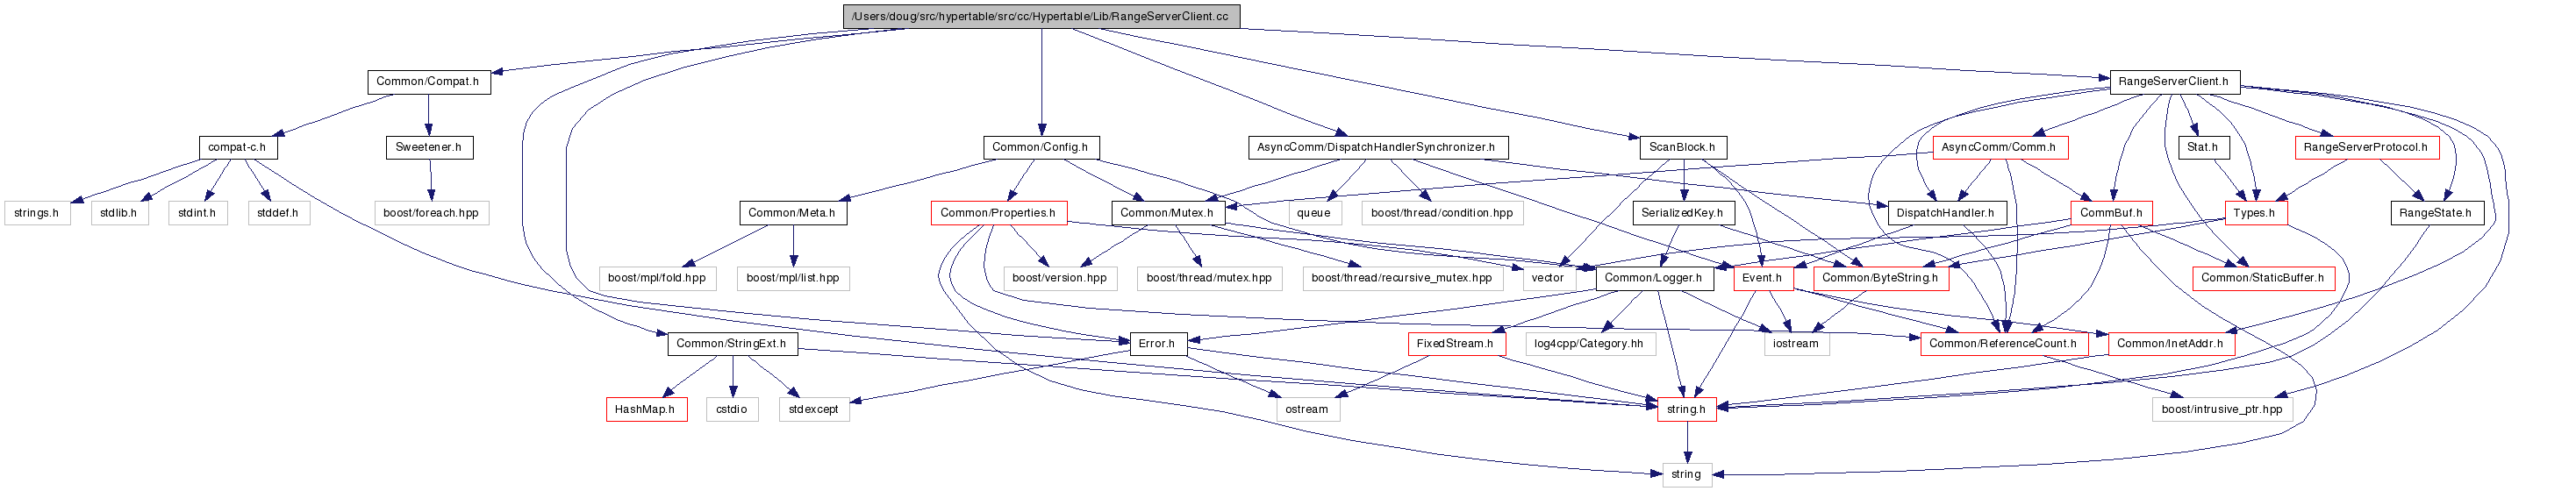 /Users/doug/src/hypertable/src/cc/Hypertable/Lib/RangeServerClient.cc
Common/Compat.h
RangeServerClient.h
compat-c.h
Sweetener.h
Common/Config.h
AsyncComm/DispatchHandlerSynchronizer.h
ScanBlock.h
AsyncComm/Comm.h
Stat.h
RangeServerProtocol.h
strings.h
stdlib.h
stdint.h
stddef.h
boost/foreach.hpp
Common/Meta.h
Common/Properties.h
Common/Mutex.h
queue
boost/thread/condition.hpp
SerializedKey.h
DispatchHandler.h
CommBuf.h
Types.h
RangeState.h
boost/mpl/fold.hpp
boost/mpl/list.hpp
boost/version.hpp
boost/thread/mutex.hpp
boost/thread/recursive_mutex.hpp
vector
Common/Logger.h
Event.h
Common/ByteString.h
Common/StaticBuffer.h
Common/StringExt.h
Error.h
FixedStream.h
log4cpp/Category.hh
iostream
Common/ReferenceCount.h
Common/InetAddr.h
HashMap.h
cstdio
stdexcept
ostream
string.h
boost/intrusive_ptr.hpp
string